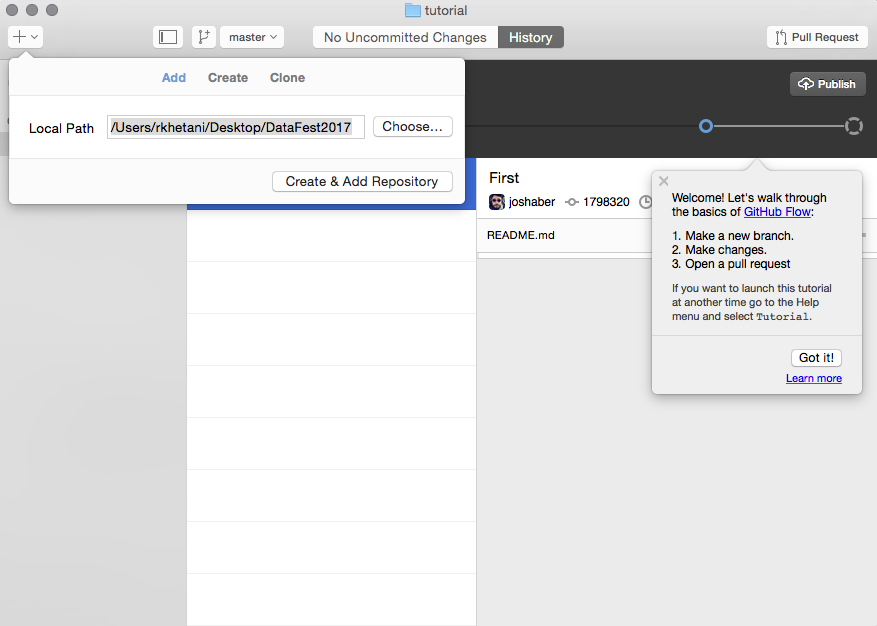 tutorial
master
No Uncommitted Changes
History
Pull Request
Add
Create
Clone
Local Path
/Users/rkhetani/Desktop/DataFest2017
Choose...
Create & Add Repository
Publish
First
joshaber
1798320
README.md
Welcome! Let's walk through
the basics of GitHub Flow:
1. Make a new branch.
2. Make changes.
3. Open a pull request
If you want to launch this tutorial
at another time go to the Help
menu and select Tutorial.
Got it!
Learn more